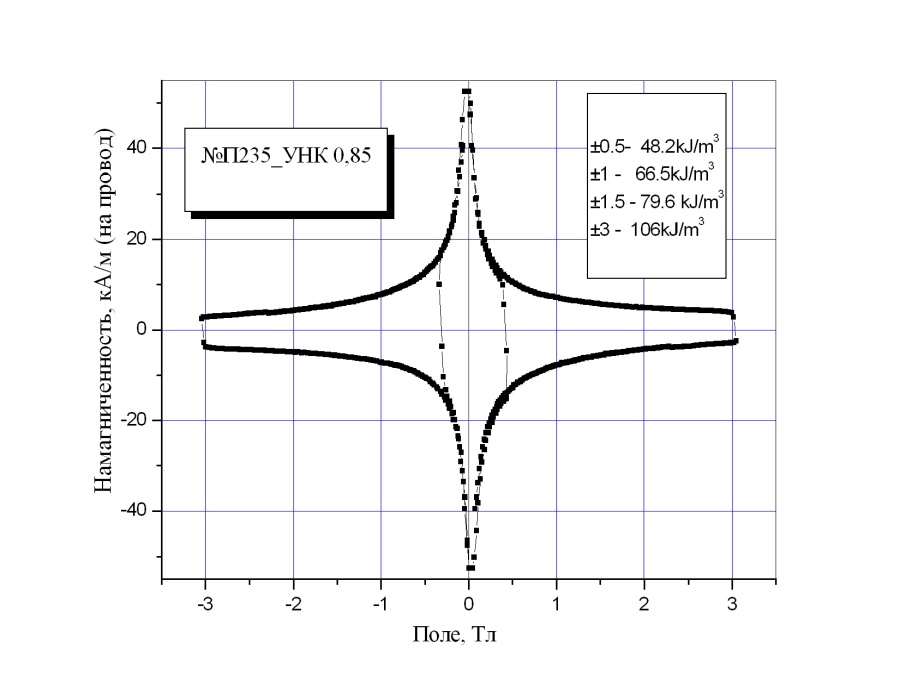 №П235_УНК 0,85
±0.5- 48.2kJ/m³
±1 - 66.5kJ/m³
±1.5 - 79.6 kJ/m³
±3 - 106kJ/m³
Намагниченность, кА/м (на провод)
40
20
0
-20
-40
-3 -2 -1 0 1 2 3
Поле, Тл